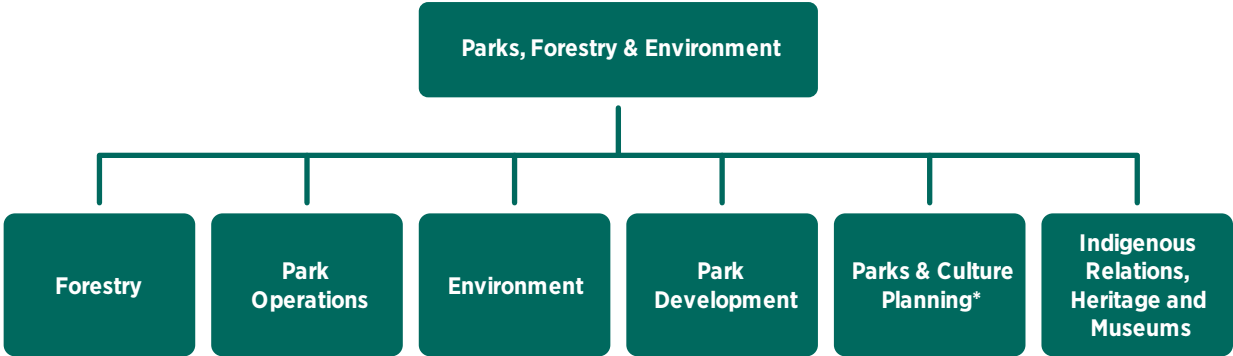 Parks, Forestry & Environment
Forestry
Park
Operations
Environment
Park
Development
Parks & Culture
Planning*
Indigenous
Relations,
Heritage and
Museums